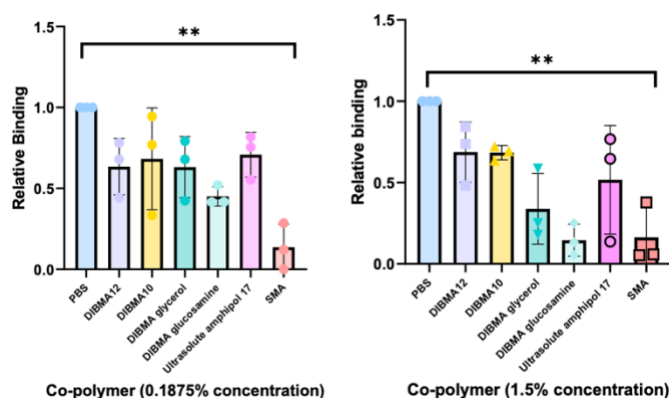 **
1.5
1.0
0.5
0.0
Relative Binding
PBS
DIBMA12
DIBMA10
DIBMA glycerol
DIBMA glucosamine
Ultrasolute amphipol 17
SMA
Co-polymer (0.1875% concentration)
**
1.5
1.0
0.5
0.0
Relative Binding
PBS
DIBMA12
DIBMA10
DIBMA glycerol
DIBMA glucosamine
Ultrasolute amphipol 17
SMA
Co-polymer (1.5% concentration)